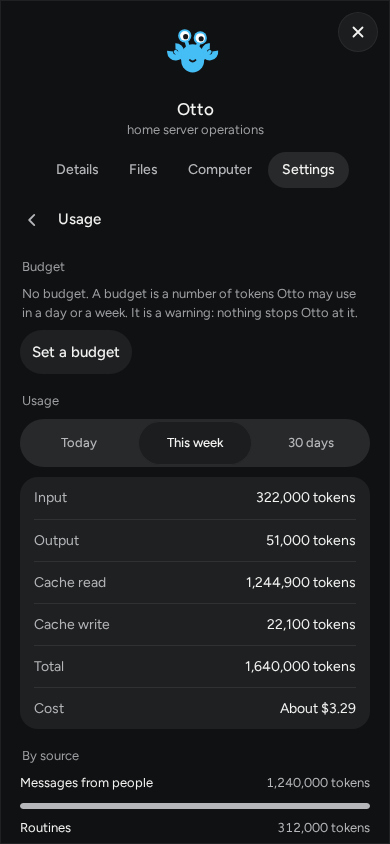 Otto
home server operations
Details Files Computer Settings
Usage
Budget
No budget. A budget is a number of tokens Otto may use
in a day or a week. It is a warning: nothing stops Otto at it.
Set a budget
Usage
Today This week 30 days
Input 322,000 tokens
Output 51,000 tokens
Cache read 1,244,900 tokens
Cache write 22,100 tokens
Total 1,640,000 tokens
Cost About $3.29
By source
Messages from people 1,240,000 tokens
Routines 312,000 tokens